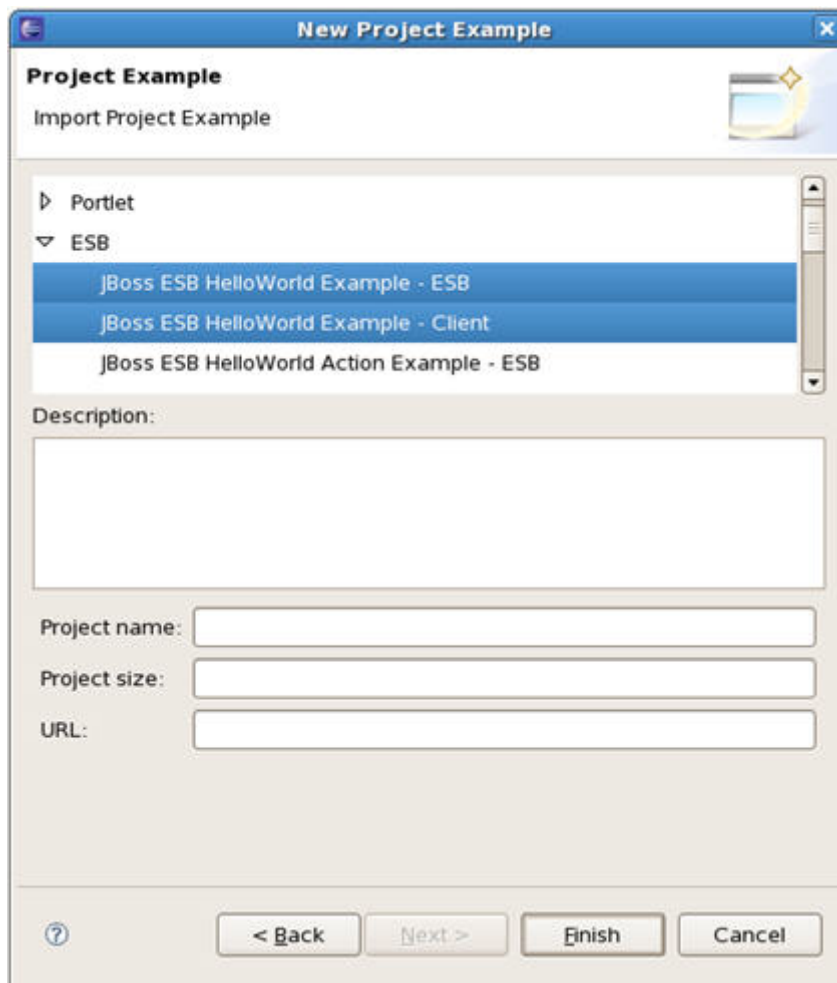 New Project Example
Project Example
Import Project Example
Portlet
ESB
JBoss ESB HelloWorld Example - ESB
JBoss ESB HelloWorld Example - Client
JBoss ESB HelloWorld Action Example - ESB
Description:
Project name:
Project size:
URL:
? < Back Next > Finish Cancel